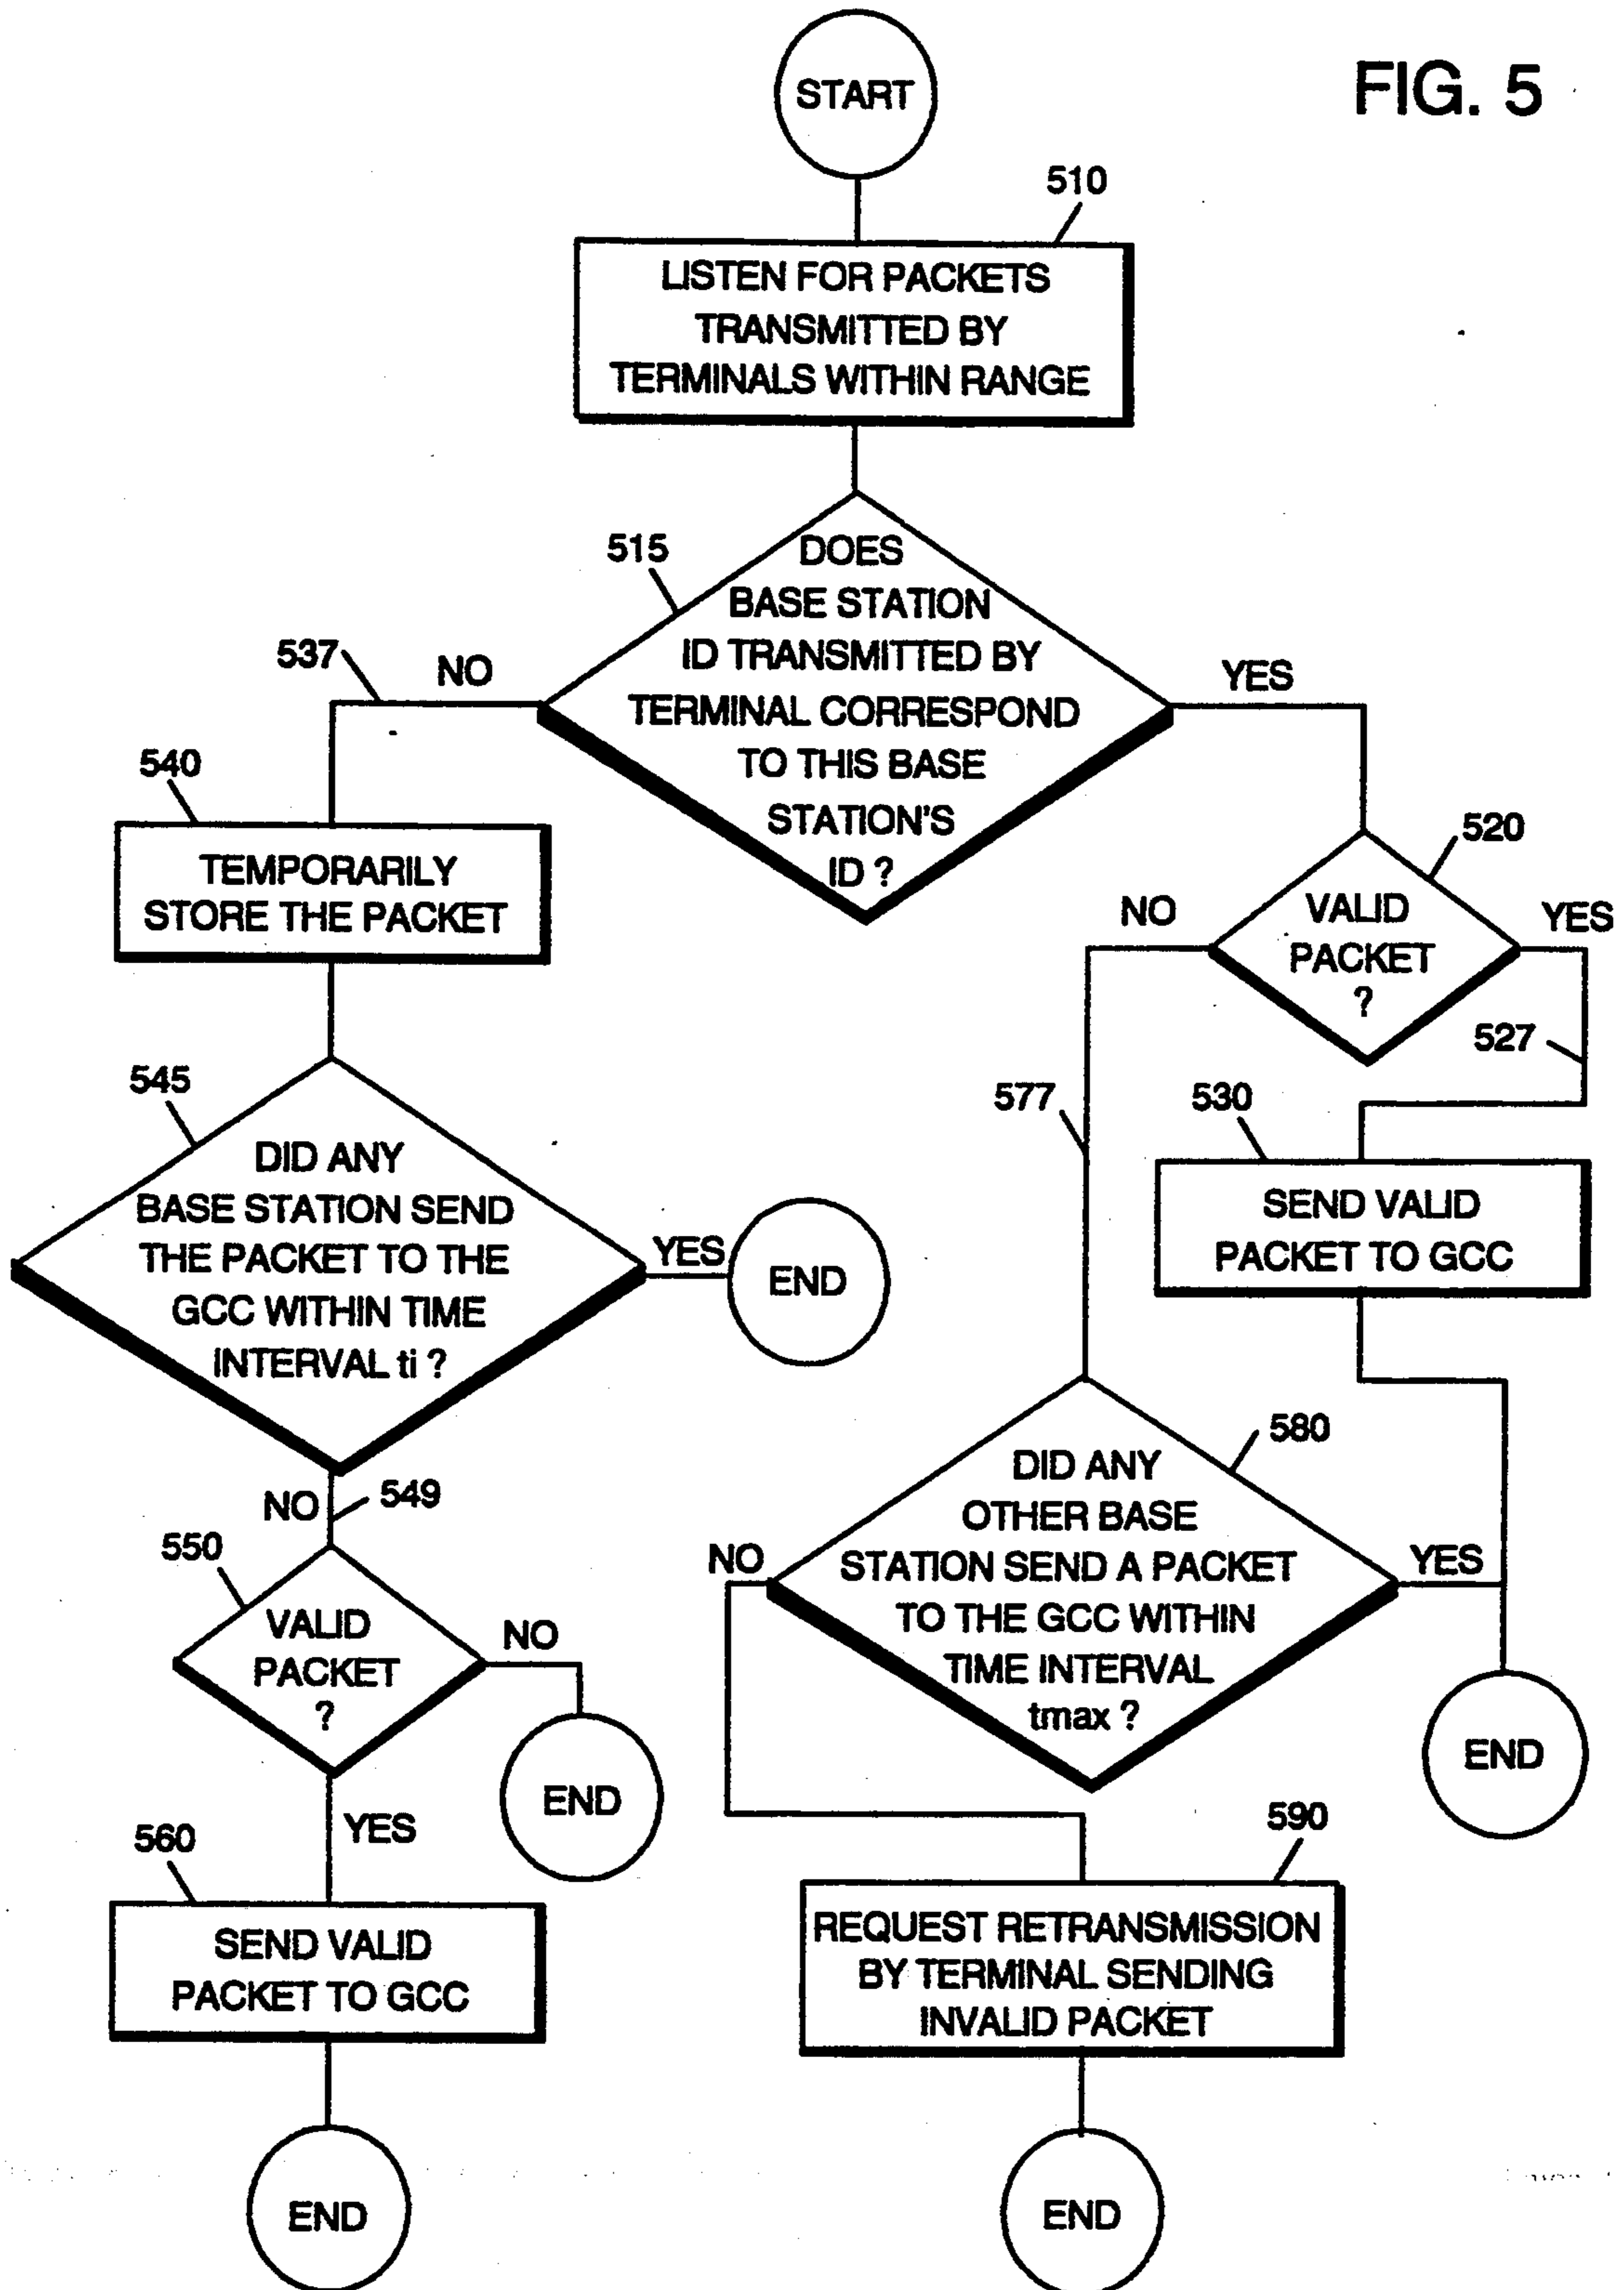 START
FIG. 5
510
LISTEN FOR PACKETS
TRANSMITTED BY
TERMINALS WITHIN RANGE
515
DOES
BASE STATION
ID TRANSMITTED BY
TERMINAL CORRESPOND
TO THIS BASE
STATION'S
ID ?
537
NO
YES
540
TEMPORARILY
STORE THE PACKET
520
VALID
PACKET
?
NO
YES
527
545
DID ANY
BASE STATION SEND
THE PACKET TO THE
GCC WITHIN TIME
INTERVAL ti ?
YES
END
577
530
SEND VALID
PACKET TO GCC
NO
549
550
VALID
PACKET
?
NO
END
580
DID ANY
OTHER BASE
STATION SEND A PACKET
TO THE GCC WITHIN
TIME INTERVAL
tmax ?
NO
YES
END
YES
560
SEND VALID
PACKET TO GCC
END
590
REQUEST RETRANSMISSION
BY TERMINAL SENDING
INVALID PACKET
END